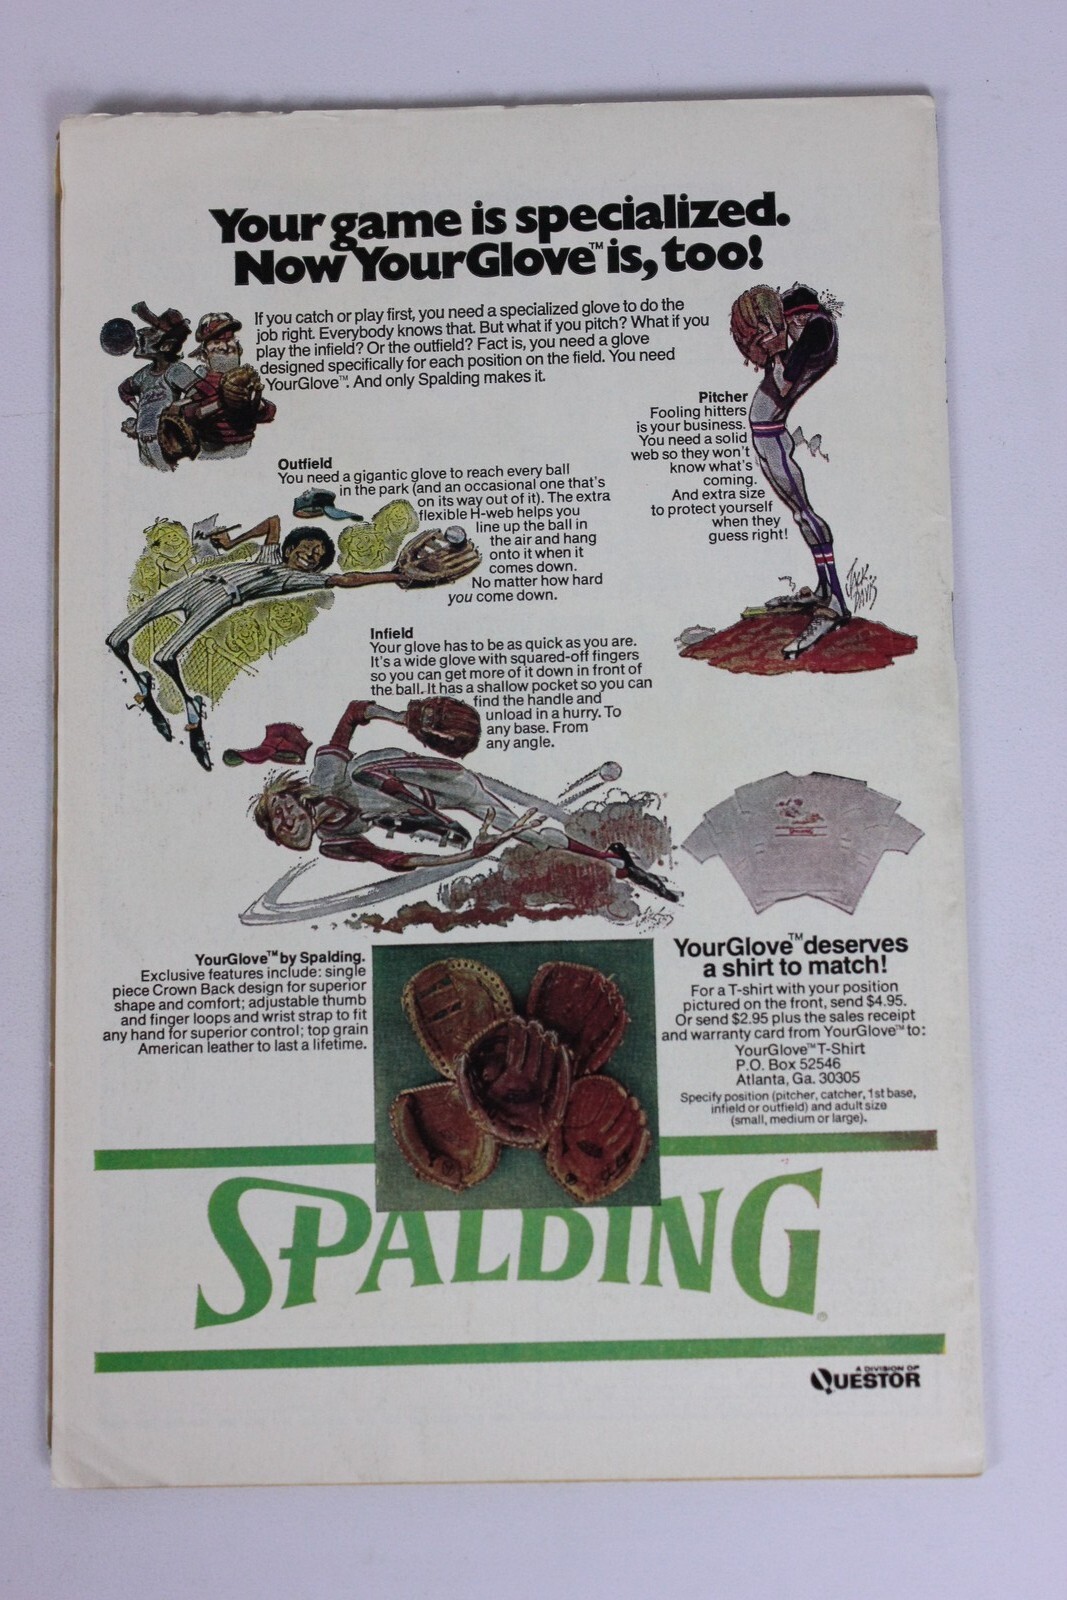 Your game is specialized.
Now YourGlove™ is, too!
If you catch or play first, you need a specialized glove to do the
job right. Everybody knows that. But what if you pitch? What if you
play the infield? Or the outfield? Fact is, you need a glove
designed specifically for each position on the field. You need
YourGlove™. And only Spalding makes it.
Pitcher
Fooling hitters
is your business.
You need a solid
web so they won't
know what's
coming.
And extra size
to protect yourself
when they
guess right!
JACK
DAVIS
Outfield
You need a gigantic glove to reach every ball
in the park (and an occasional one that's
on its way out of it). The extra
flexible H-web helps you
line up the ball in
the air and hang
onto it when it
comes down.
No matter how hard
you come down.
Infield
Your glove has to be as quick as you are.
It's a wide glove with squared-off fingers
so you can get more of it down in front of
the ball. It has a shallow pocket so you can
find the handle and
unload in a hurry. To
any base. From
any angle.
YourGlove™ by Spalding.
Exclusive features include: single
piece Crown Back design for superior
shape and comfort; adjustable thumb
and finger loops and wrist strap to fit
any hand for superior control; top grain
American leather to last a lifetime.
YourGlove™ deserves
a shirt to match!
For a T-shirt with your position
pictured on the front, send $4.95.
Or send $2.95 plus the sales receipt
and warranty card from YourGlove™ to:
YourGlove™ T-Shirt
P.O. Box 52546
Atlanta, Ga. 30305
Specify position (pitcher, catcher, 1st base,
infield or outfield) and adult size
(small, medium or large).
SPALDING®
A DIVISION OF
QUESTOR